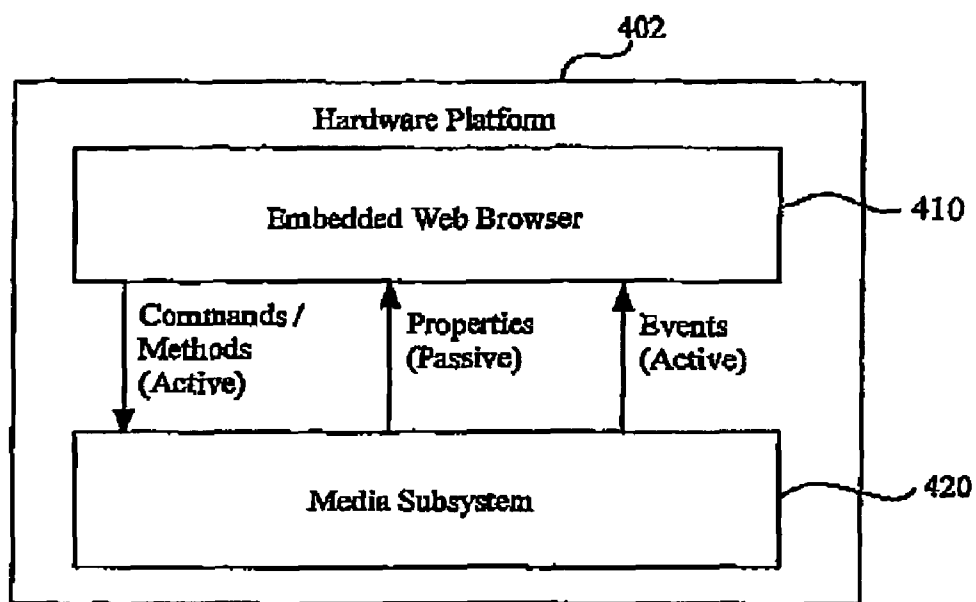 402
Hardware Platform
Embedded Web Browser
410
Commands /
Methods
(Active)
Properties
(Passive)
Events
(Active)
Media Subsystem
420